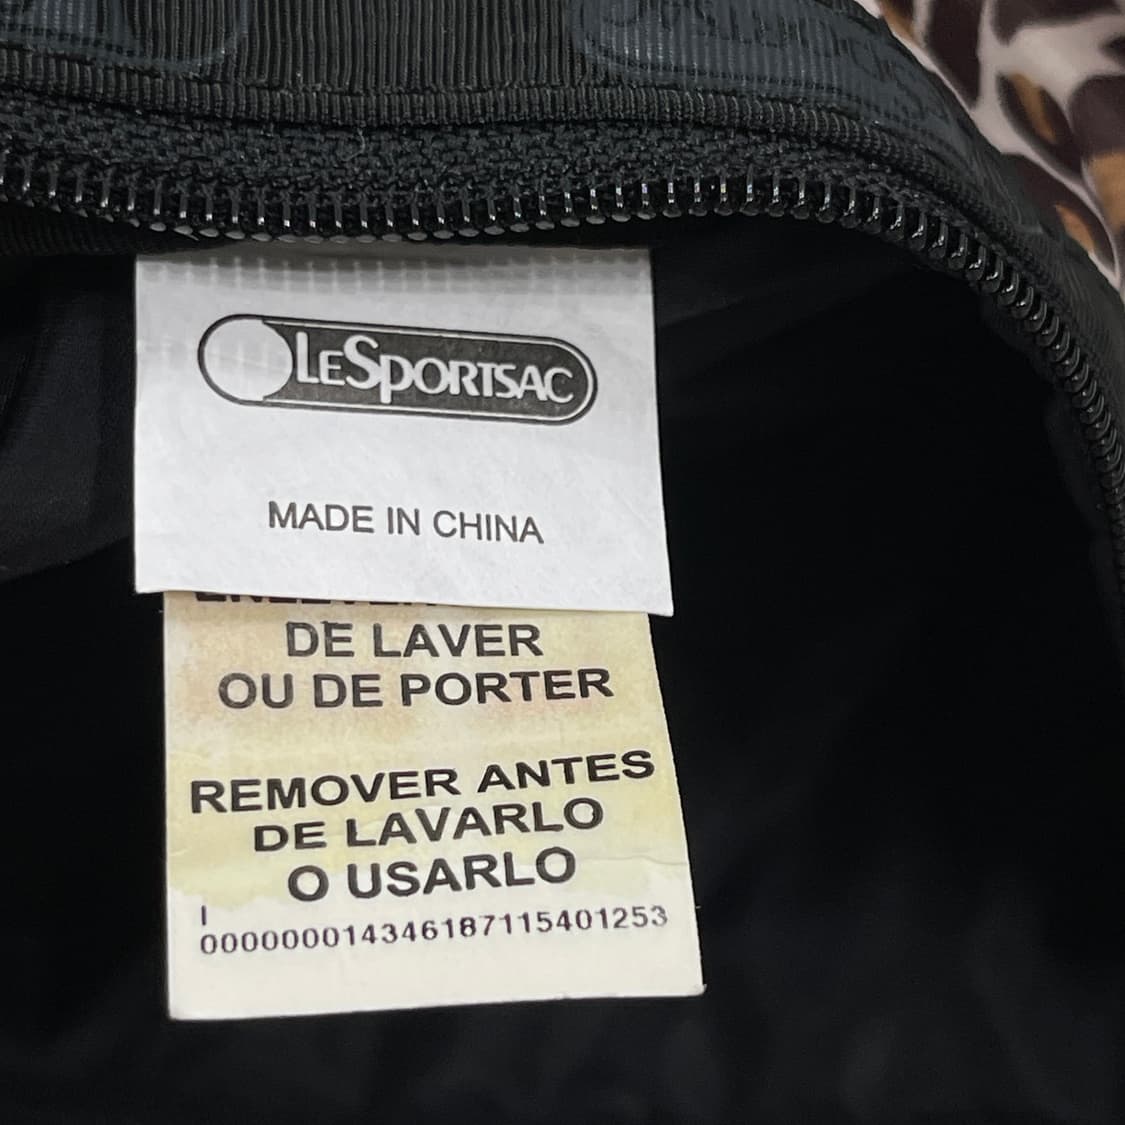 LESPORTSAC
MADE IN CHINA
DE LAVER
OU DE PORTER
REMOVER ANTES
DE LAVARLO
O USARLO
I
000000014346187115401253